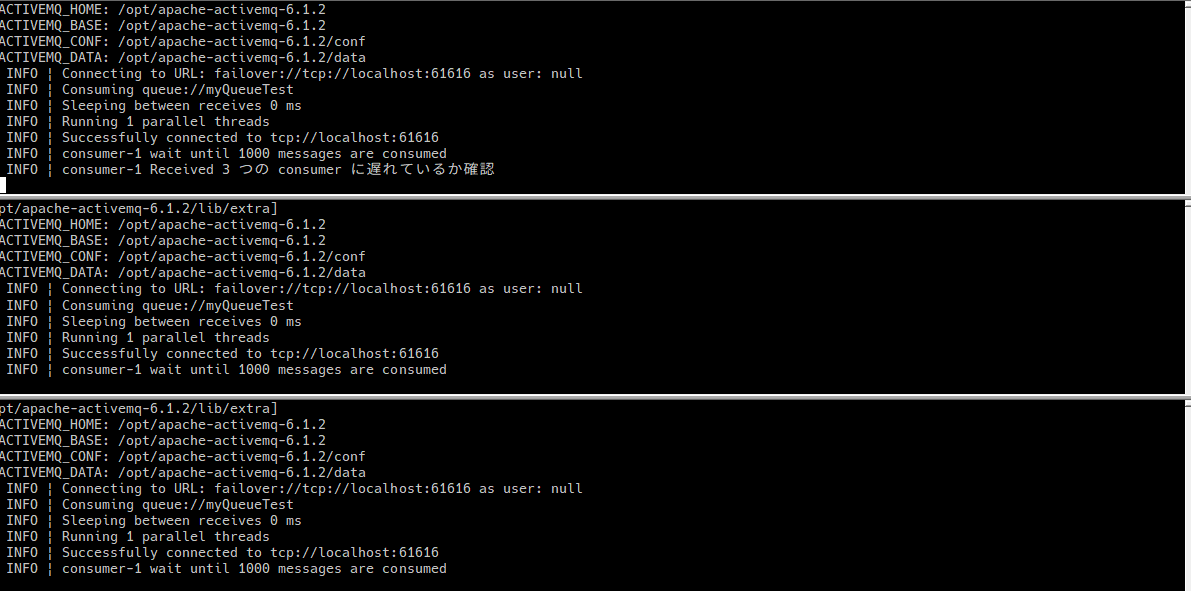 ACTIVEMQ_HOME: /opt/apache-activemq-6.1.2
ACTIVEMQ_BASE: /opt/apache-activemq-6.1.2
ACTIVEMQ_CONF: /opt/apache-activemq-6.1.2/conf
ACTIVEMQ_DATA: /opt/apache-activemq-6.1.2/data
INFO | Connecting to URL: failover://tcp://localhost:61616 as user: null
INFO | Consuming queue://myQueueTest
INFO | Sleeping between receives 0 ms
INFO | Running 1 parallel threads
INFO | Successfully connected to tcp://localhost:61616
INFO | consumer-1 wait until 1000 messages are consumed
INFO | consumer-1 Received 3 つの consumer に遅れているか確認
pt/apache-activemq-6.1.2/lib/extra]
ACTIVEMQ_HOME: /opt/apache-activemq-6.1.2
ACTIVEMQ_BASE: /opt/apache-activemq-6.1.2
ACTIVEMQ_CONF: /opt/apache-activemq-6.1.2/conf
ACTIVEMQ_DATA: /opt/apache-activemq-6.1.2/data
INFO | Connecting to URL: failover://tcp://localhost:61616 as user: null
INFO | Consuming queue://myQueueTest
INFO | Sleeping between receives 0 ms
INFO | Running 1 parallel threads
INFO | Successfully connected to tcp://localhost:61616
INFO | consumer-1 wait until 1000 messages are consumed
pt/apache-activemq-6.1.2/lib/extra]
ACTIVEMQ_HOME: /opt/apache-activemq-6.1.2
ACTIVEMQ_BASE: /opt/apache-activemq-6.1.2
ACTIVEMQ_CONF: /opt/apache-activemq-6.1.2/conf
ACTIVEMQ_DATA: /opt/apache-activemq-6.1.2/data
INFO | Connecting to URL: failover://tcp://localhost:61616 as user: null
INFO | Consuming queue://myQueueTest
INFO | Sleeping between receives 0 ms
INFO | Running 1 parallel threads
INFO | Successfully connected to tcp://localhost:61616
INFO | consumer-1 wait until 1000 messages are consumed